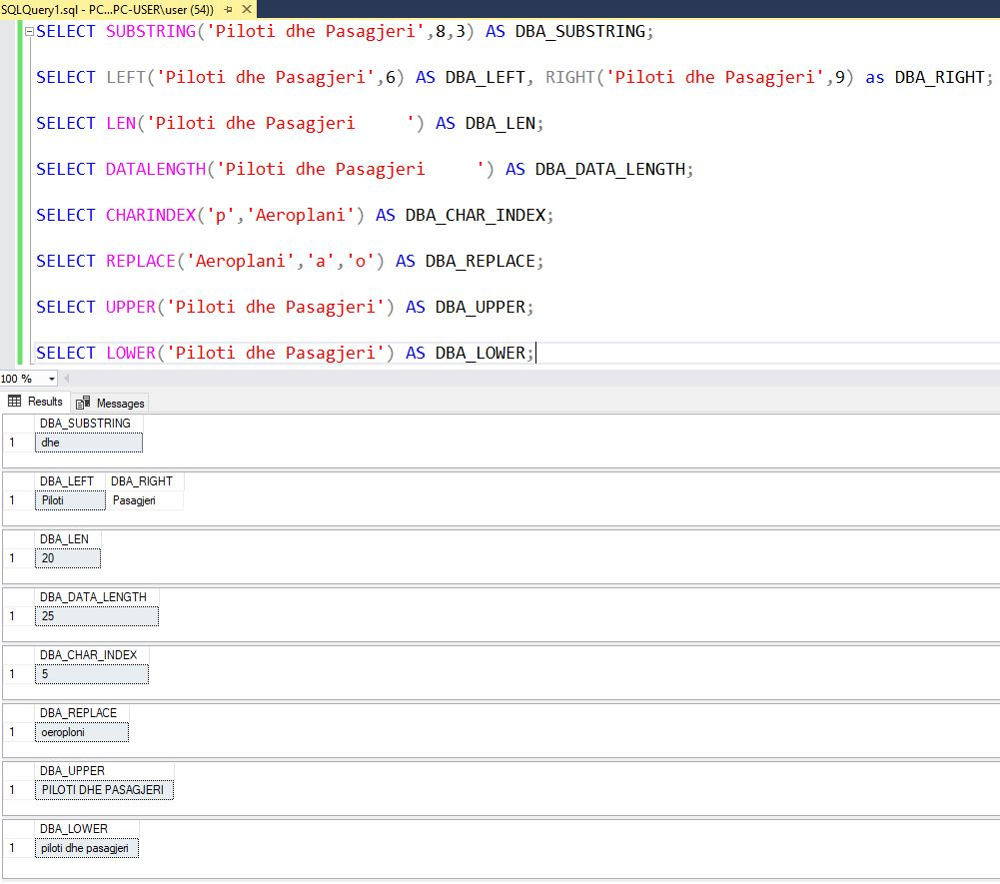 SQLQuery1.sql - PC...PC-USER\user (54))
SELECT SUBSTRING('Piloti dhe Pasagjeri',8,3) AS DBA_SUBSTRING;
SELECT LEFT('Piloti dhe Pasagjeri',6) AS DBA_LEFT, RIGHT('Piloti dhe Pasagjeri',9) as DBA_RIGHT;
SELECT LEN('Piloti dhe Pasagjeri     ') AS DBA_LEN;
SELECT DATALENGTH('Piloti dhe Pasagjeri     ') AS DBA_DATA_LENGTH;
SELECT CHARINDEX('p','Aeroplani') AS DBA_CHAR_INDEX;
SELECT REPLACE('Aeroplani','a','o') AS DBA_REPLACE;
SELECT UPPER('Piloti dhe Pasagjeri') AS DBA_UPPER;
SELECT LOWER('Piloti dhe Pasagjeri') AS DBA_LOWER;
100 %
Results Messages
DBA_SUBSTRING
1 dhe
DBA_LEFT DBA_RIGHT
1 Piloti Pasagjeri
DBA_LEN
1 20
DBA_DATA_LENGTH
1 25
DBA_CHAR_INDEX
1 5
DBA_REPLACE
1 oeroploni
DBA_UPPER
1 PILOTI DHE PASAGJERI
DBA_LOWER
1 piloti dhe pasagjeri